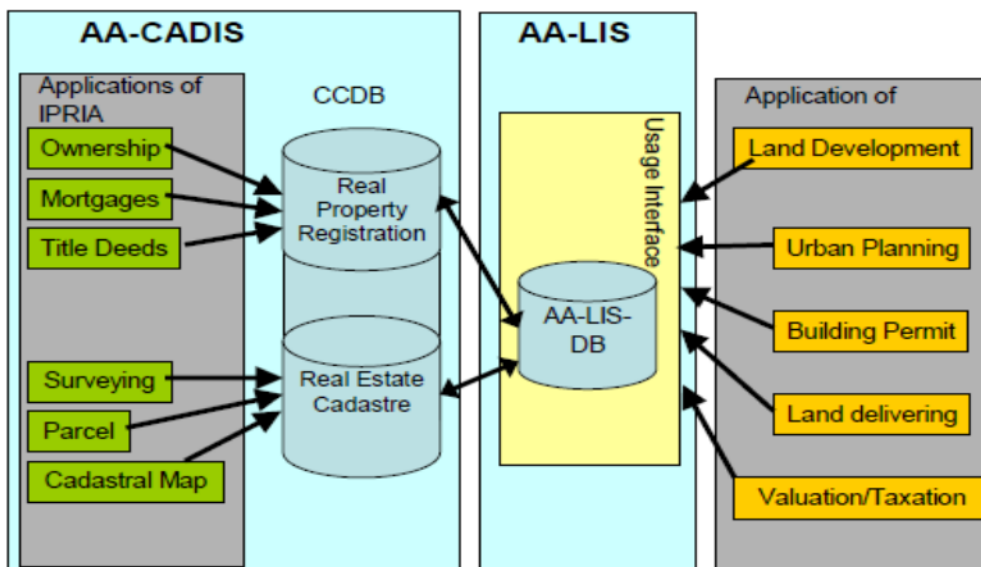 AA-CADIS
Applications of
IPRIA
Ownership
Mortgages
Title Deeds
Surveying
Parcel
Cadastral Map
CCDB
Real
Property
Registration
Real Estate
Cadastre
AA-LIS
Usage Interface
AA-LIS-
DB
Application of
Land Development
Urban Planning
Building Permit
Land delivering
Valuation/Taxation